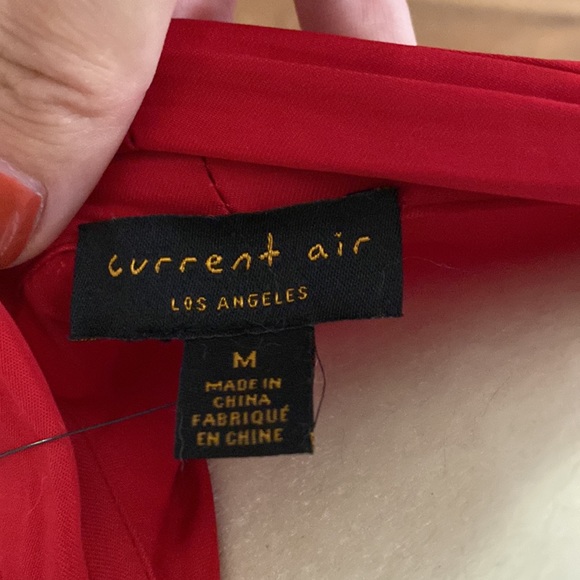 current air
LOS ANGELES
M
MADE IN
CHINA
FABRIQUÉ
EN CHINE